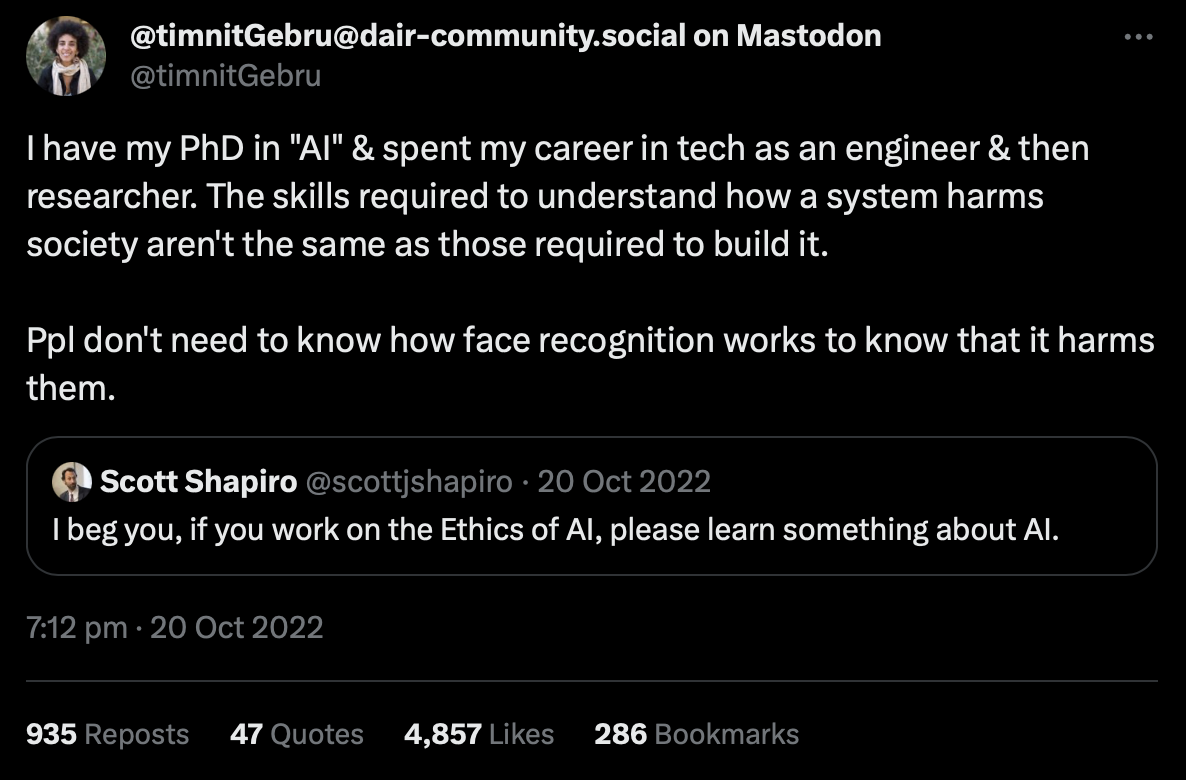 @timnitGebru@dair-community.social on Mastodon
@timnitGebru
I have my PhD in "AI" & spent my career in tech as an engineer & then
researcher. The skills required to understand how a system harms
society aren't the same as those required to build it.
Ppl don't need to know how face recognition works to know that it harms
them.
Scott Shapiro @scottjshapiro · 20 Oct 2022
I beg you, if you work on the Ethics of AI, please learn something about AI.
7:12 pm · 20 Oct 2022
935 Reposts 47 Quotes 4,857 Likes 286 Bookmarks